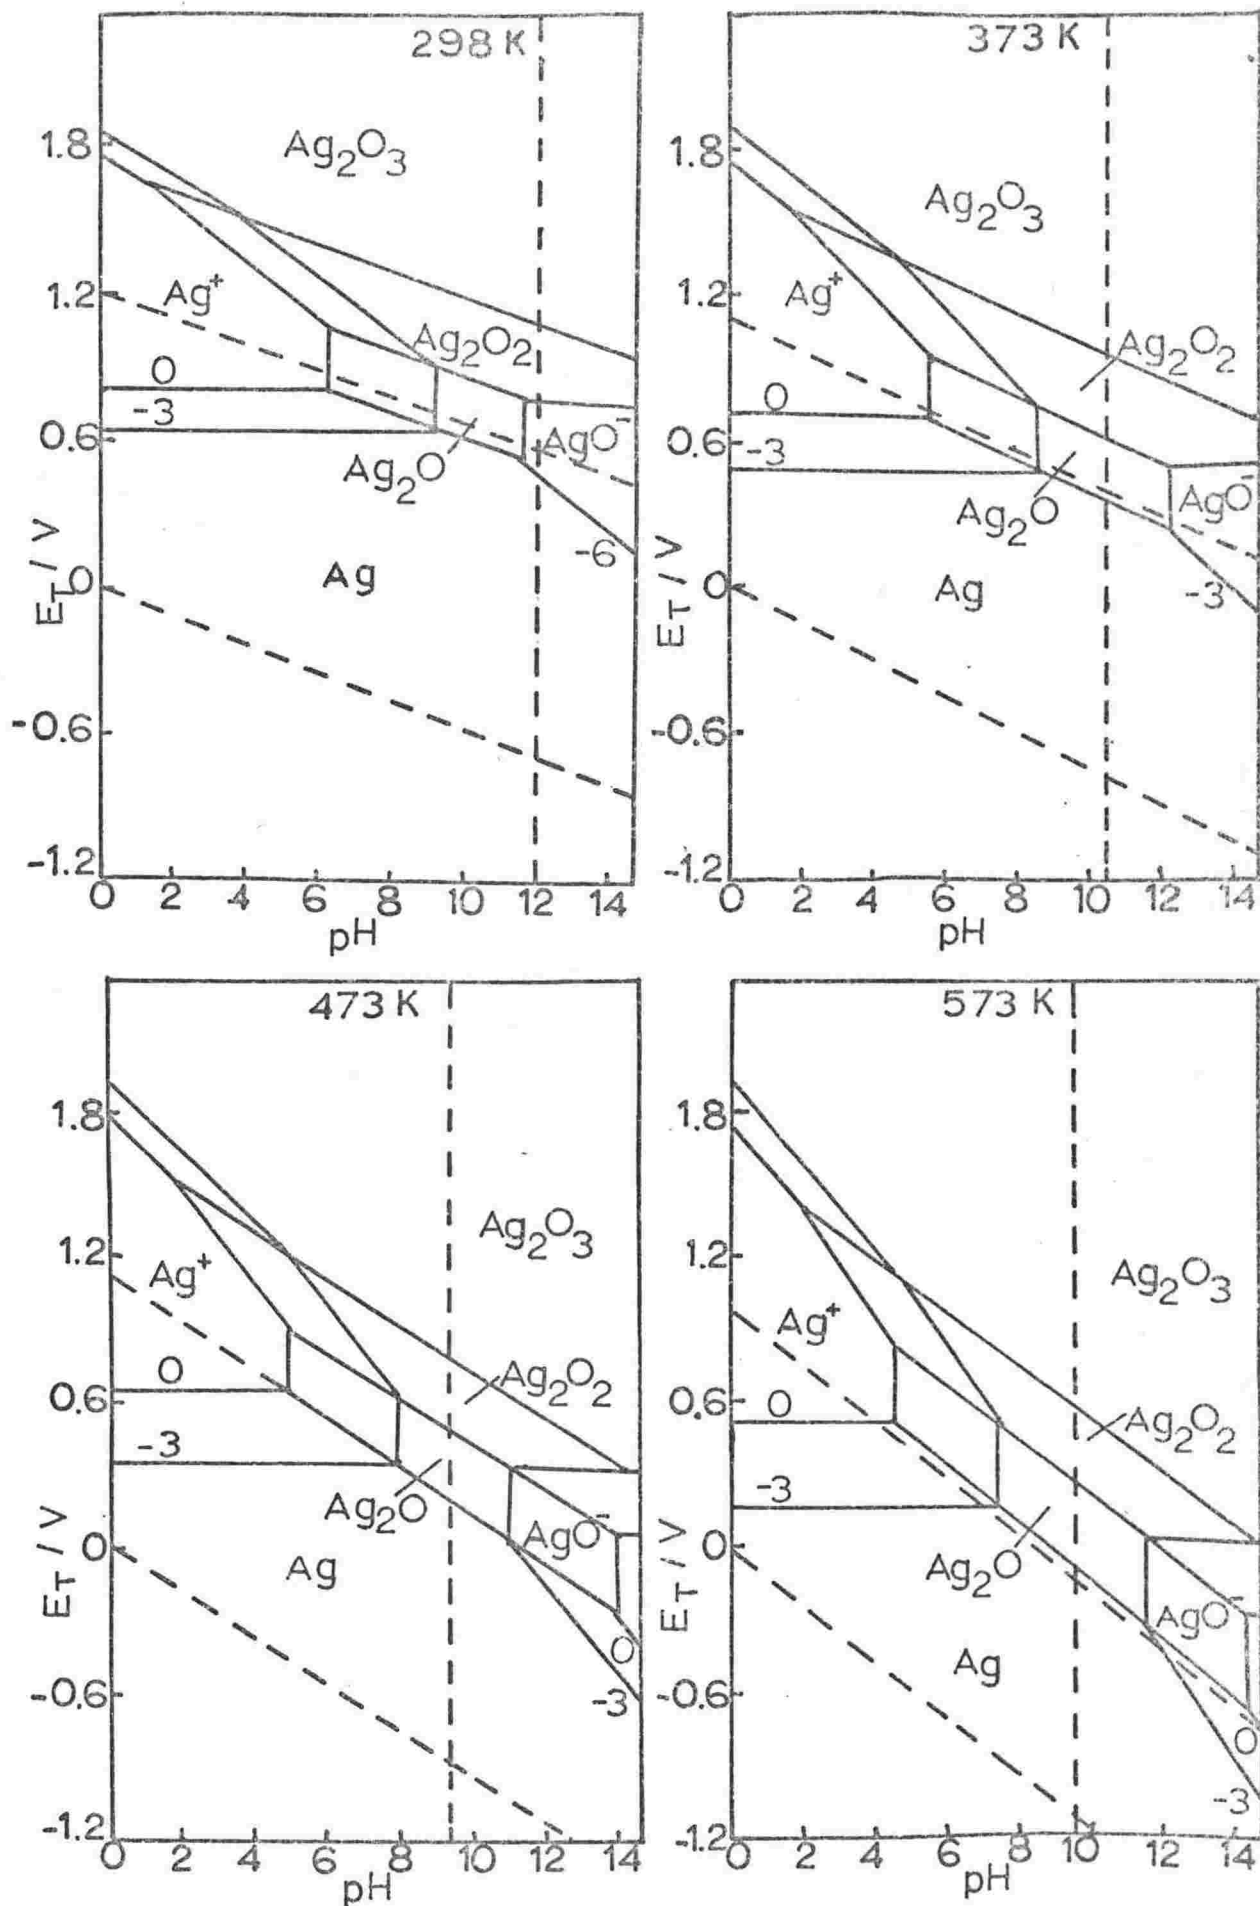 298 K
1.8
Ag₂O₃
Ag⁺
1.2
Ag₂O₂
0
-3
0.6
AgO⁻
Ag₂O
-6
Ag
0
-0.6
-1.2
E_T / V
0 2 4 6 8 10 12 14
pH
373 K
1.8
Ag₂O₃
Ag⁺
1.2
Ag₂O₂
0
-3
0.6
AgO⁻
Ag₂O
-3
Ag
0
-0.6
-1.2
E_T / V
0 2 4 6 8 10 12 14
pH
473 K
1.8
Ag₂O₃
1.2
Ag⁺
0
Ag₂O₂
0.6
-3
Ag₂O
AgO⁻
0
Ag
0
-3
-0.6
-1.2
E_T / V
0 2 4 6 8 10 12 14
pH
573 K
1.8
Ag₂O₃
1.2
Ag⁺
0
0.6
Ag₂O₂
-3
Ag₂O
0
AgO⁻
Ag
0
-0.6
-3
-1.2
E_T / V
0 2 4 6 8 10 12 14
pH